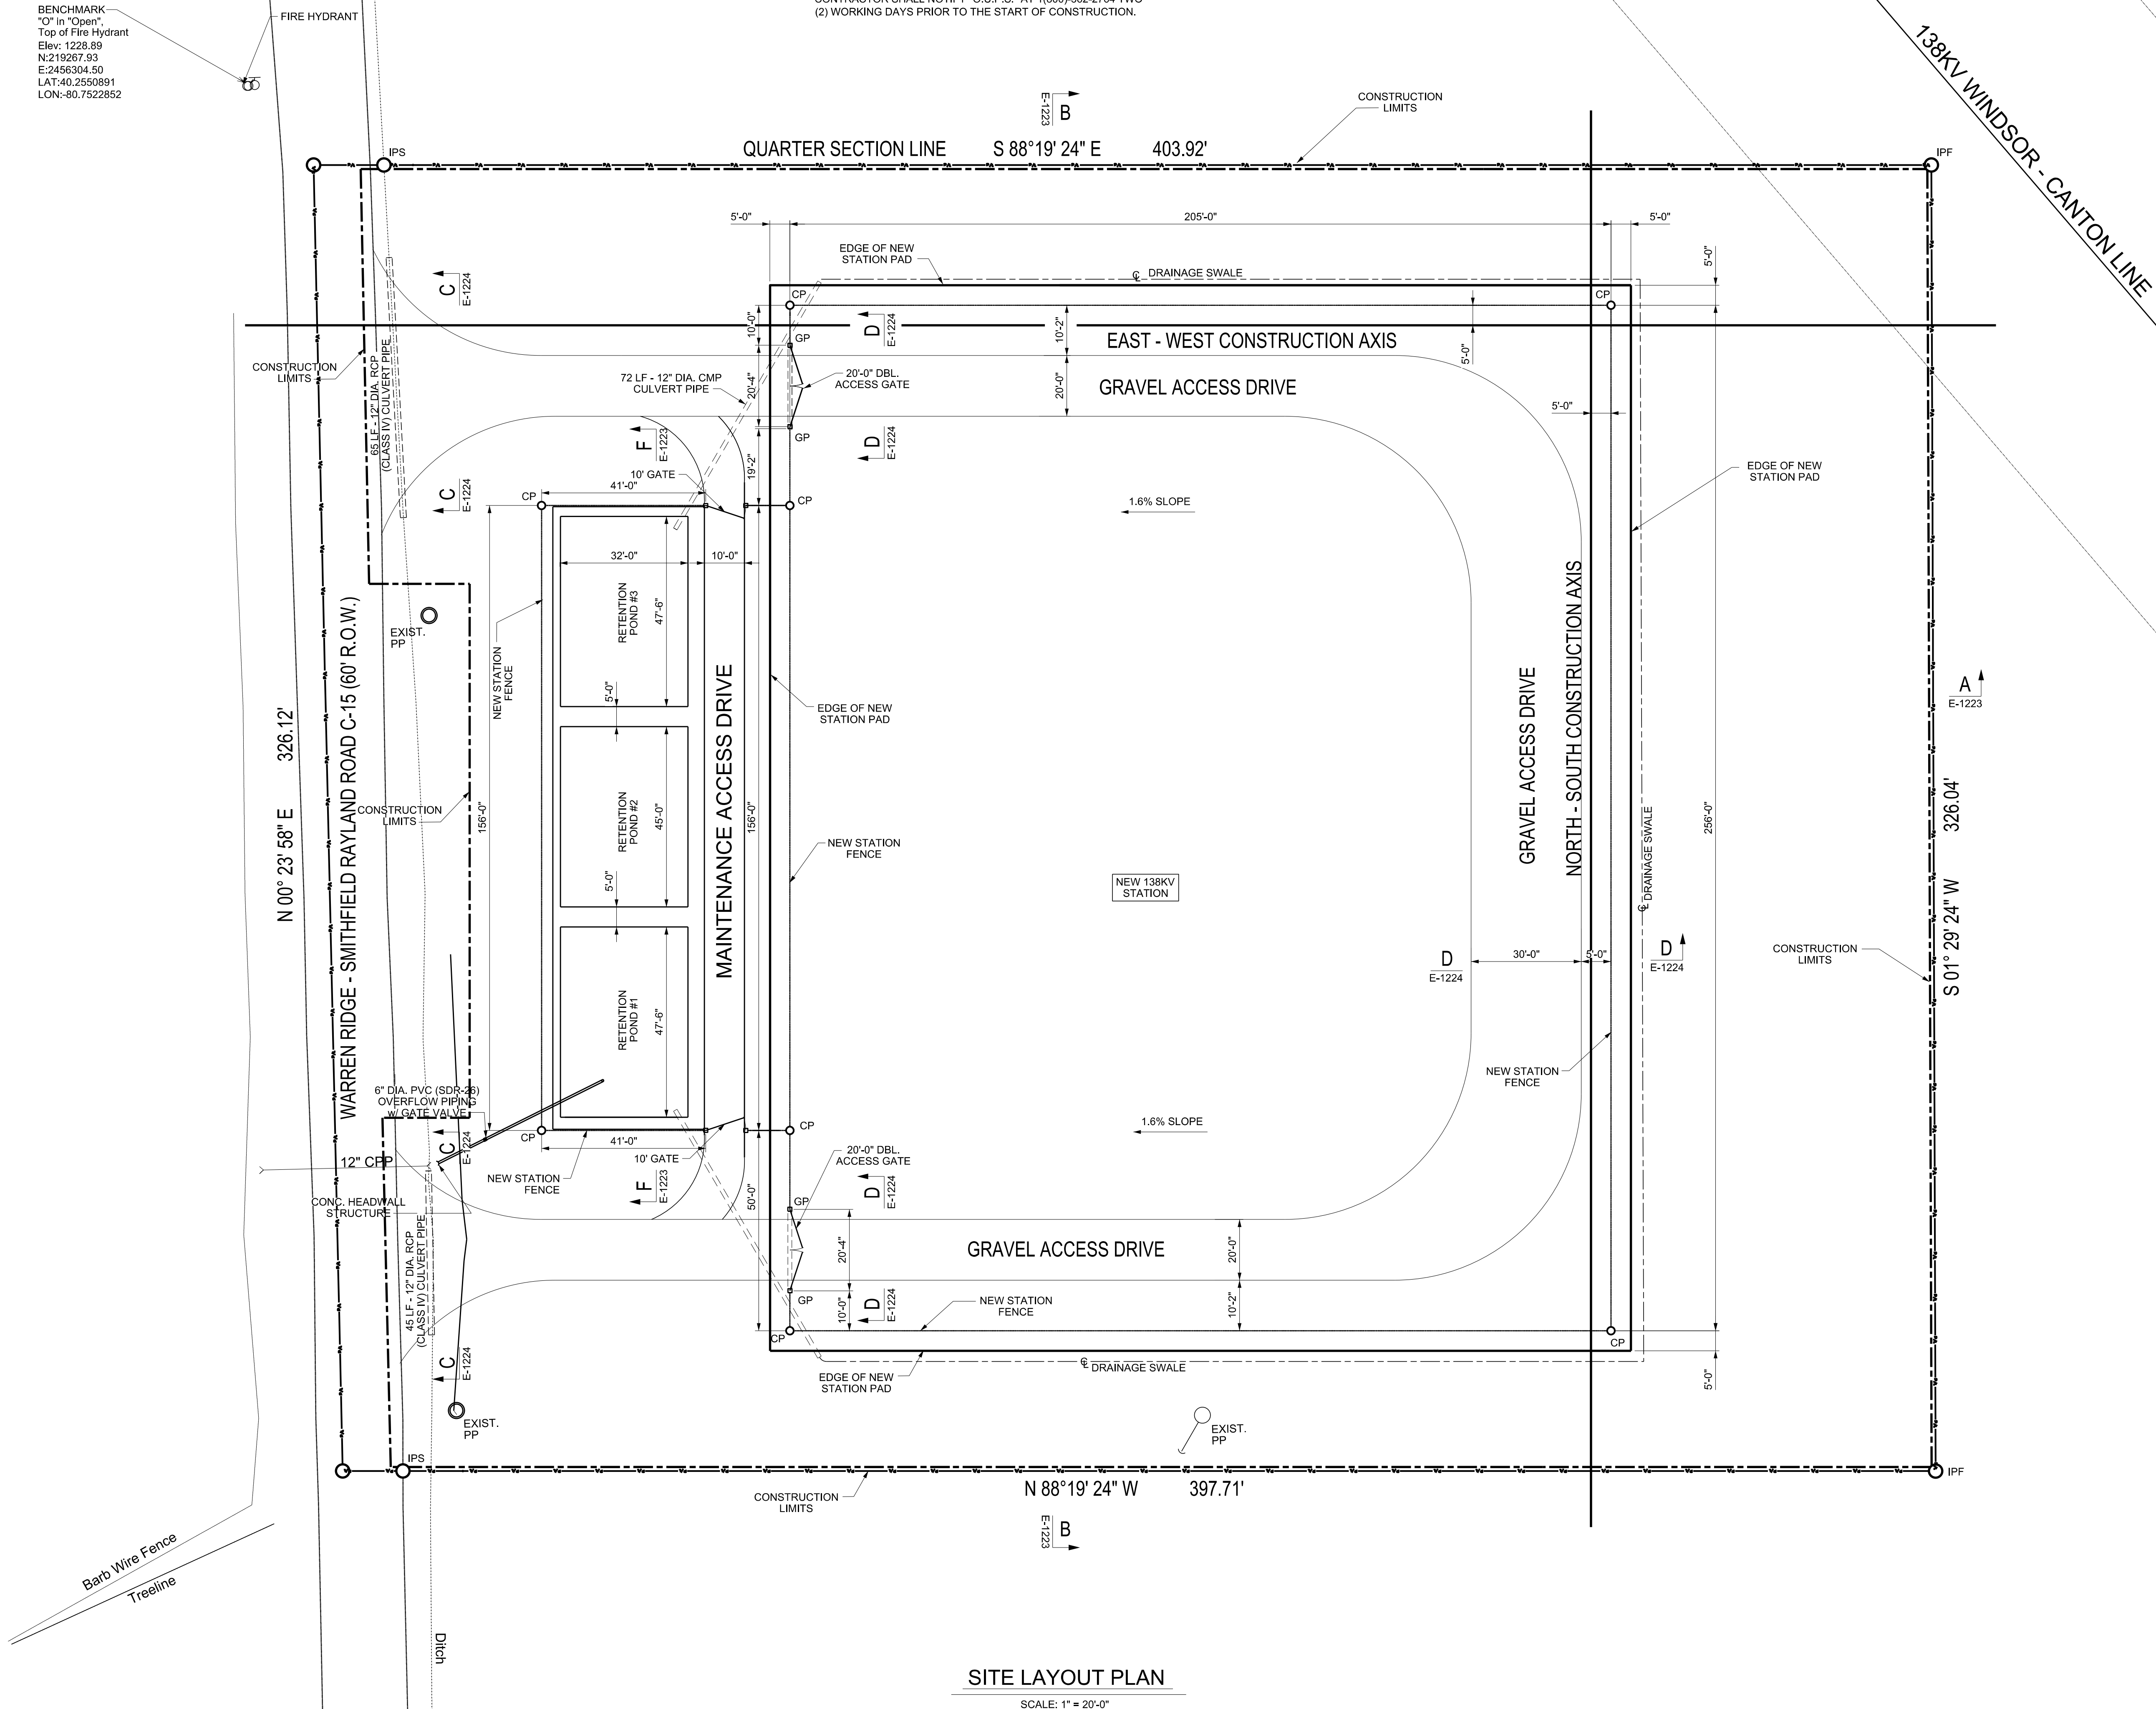 BENCHMARK
"O" in "Open",
Top of Fire Hydrant
Elev: 1228.89
N:219267.93
E:2456304.50
LAT:40.2550891
LON:-80.7522852
FIRE HYDRANT
(2) WORKING DAYS PRIOR TO THE START OF CONSTRUCTION.
138KV WINDSOR - CANTON LINE
E-1223
B
CONSTRUCTION
LIMITS
QUARTER SECTION LINE S 88°19' 24" E 403.92'
IPS
IPF
5'-0"
205'-0"
5'-0"
EDGE OF NEW
STATION PAD
℄ DRAINAGE SWALE
5'-0"
C
E-1224
CP
CP
10'-0"
D
E-1224
10'-2"
GP
EAST - WEST CONSTRUCTION AXIS
5'-0"
CONSTRUCTION
LIMITS
65 LF - 12" DIA. RCP
(CLASS IV) CULVERT PIPE
72 LF - 12" DIA. CMP
CULVERT PIPE
20'-4"
20'-0" DBL.
ACCESS GATE
20'-0"
GRAVEL ACCESS DRIVE
5'-0"
F
E-1223
GP
D
E-1224
19'-2"
10' GATE
C
E-1224
41'-0"
CP
CP
EDGE OF NEW
STATION PAD
1.6% SLOPE
32'-0"
10'-0"
RETENTION
POND #3
47'-6"
EXIST.
PP
NEW STATION
FENCE
5'-0"
MAINTENANCE ACCESS DRIVE
EDGE OF NEW
STATION PAD
GRAVEL ACCESS DRIVE
NORTH - SOUTH CONSTRUCTION AXIS
A
E-1223
N 00° 23' 58" E 326.12'
WARREN RIDGE - SMITHFIELD RAYLAND ROAD C-15 (60' R.O.W.)
CONSTRUCTION
LIMITS
156'-0"
RETENTION
POND #2
45'-0"
156'-0"
NEW STATION
FENCE
256'-0"
℄ DRAINAGE SWALE
S 01° 29' 24" W 326.04'
5'-0"
NEW 138KV
STATION
D
E-1224
30'-0"
5'-0"
D
E-1224
CONSTRUCTION
LIMITS
RETENTION
POND #1
47'-6"
NEW STATION
FENCE
6" DIA. PVC (SDR-26)
OVERFLOW PIPING
w/ GATE VALVE
1.6% SLOPE
CP
CP
C
E-1224
41'-0"
10' GATE
20'-0" DBL.
ACCESS GATE
12" CPP
NEW STATION
FENCE
F
E-1223
D
E-1224
CONC. HEADWALL
STRUCTURE
50'-0"
GP
45 LF - 12" DIA. RCP
(CLASS IV) CULVERT PIPE
20'-4"
GRAVEL ACCESS DRIVE
20'-0"
GP
10'-0"
D
E-1224
NEW STATION
FENCE
10'-2"
CP
CP
C
E-1224
℄ DRAINAGE SWALE
EDGE OF NEW
STATION PAD
5'-0"
EXIST.
PP
EXIST.
PP
IPS
IPF
N 88°19' 24" W 397.71'
CONSTRUCTION
LIMITS
E-1223
B
Barb Wire Fence
Treeline
Ditch
SITE LAYOUT PLAN
SCALE: 1" = 20'-0"